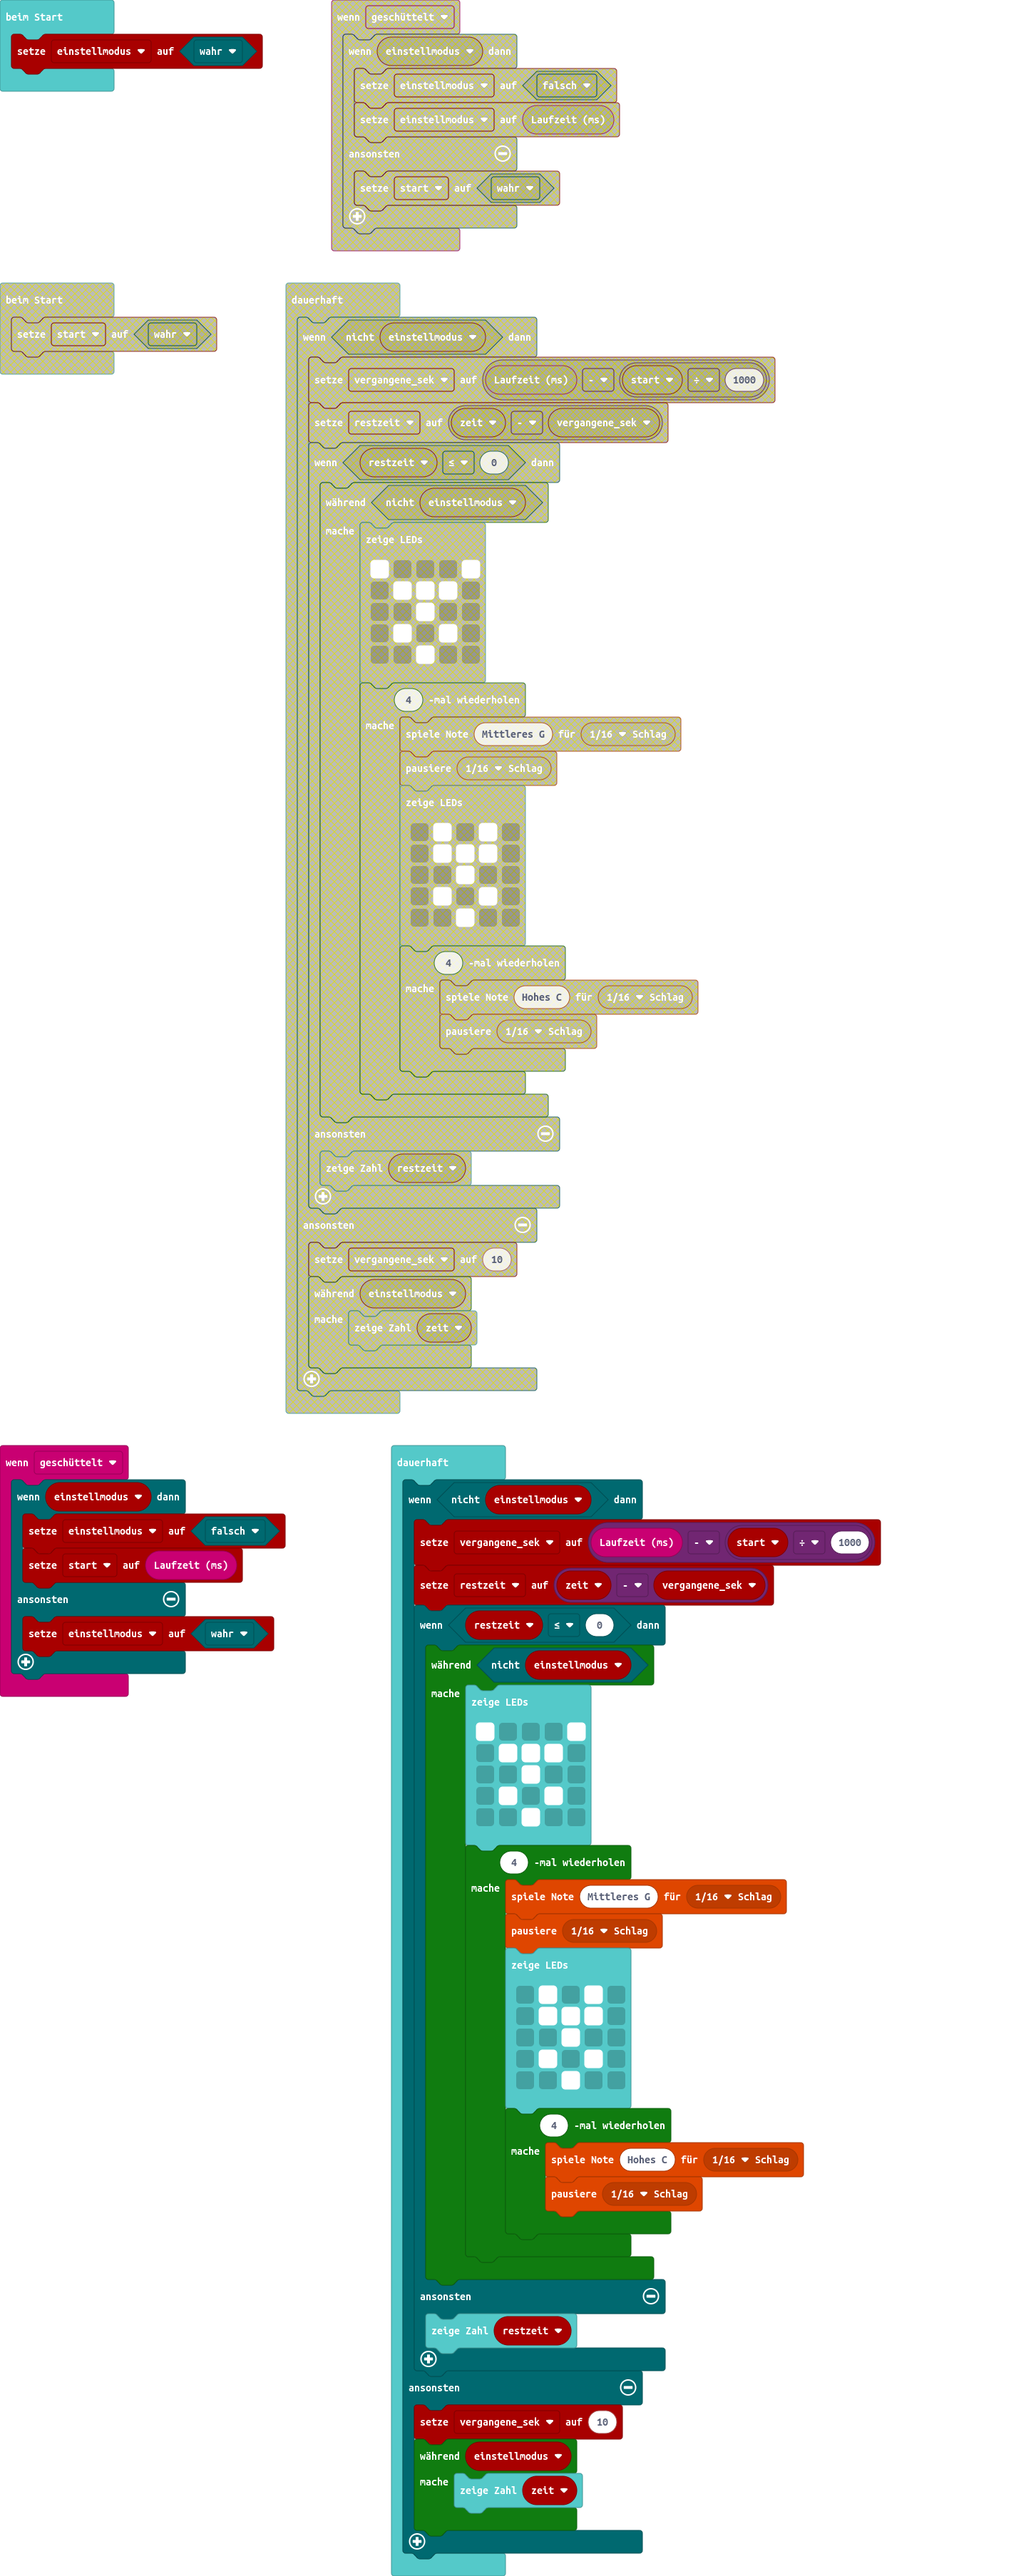 beim Start
setze einstellmodus auf wahr
wenn geschüttelt
wenn einstellmodus dann
setze einstellmodus auf falsch
setze einstellmodus auf Laufzeit (ms)
ansonsten
setze start auf wahr
beim Start
setze start auf wahr
dauerhaft
wenn nicht einstellmodus dann
setze vergangene_sek auf Laufzeit (ms) - start ÷ 1000
setze restzeit auf zeit - vergangene_sek
wenn restzeit ≤ 0 dann
während nicht einstellmodus
mache
zeige LEDs
4 -mal wiederholen
mache
spiele Note Mittleres G für 1/16 Schlag
pausiere 1/16 Schlag
zeige LEDs
4 -mal wiederholen
mache
spiele Note Hohes C für 1/16 Schlag
pausiere 1/16 Schlag
ansonsten
zeige Zahl restzeit
ansonsten
setze vergangene_sek auf 10
während einstellmodus
mache
zeige Zahl zeit
wenn geschüttelt
wenn einstellmodus dann
setze einstellmodus auf falsch
setze start auf Laufzeit (ms)
ansonsten
setze einstellmodus auf wahr
dauerhaft
wenn nicht einstellmodus dann
setze vergangene_sek auf Laufzeit (ms) - start ÷ 1000
setze restzeit auf zeit - vergangene_sek
wenn restzeit ≤ 0 dann
während nicht einstellmodus
mache
zeige LEDs
4 -mal wiederholen
mache
spiele Note Mittleres G für 1/16 Schlag
pausiere 1/16 Schlag
zeige LEDs
4 -mal wiederholen
mache
spiele Note Hohes C für 1/16 Schlag
pausiere 1/16 Schlag
ansonsten
zeige Zahl restzeit
ansonsten
setze vergangene_sek auf 10
während einstellmodus
mache
zeige Zahl zeit